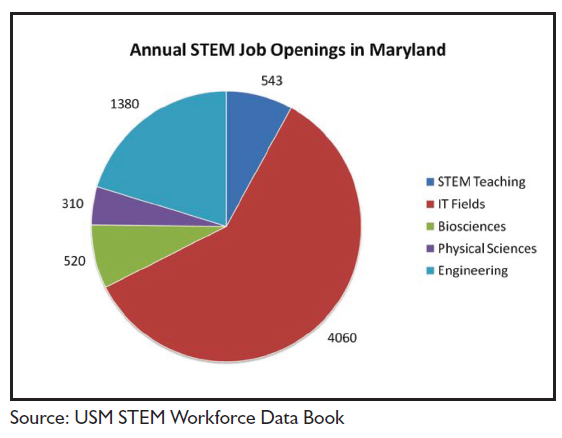 Annual STEM Job Openings in Maryland
543
1380
310
520
4060
STEM Teaching
IT Fields
Biosciences
Physical Sciences
Engineering
Source: USM STEM Workforce Data Book